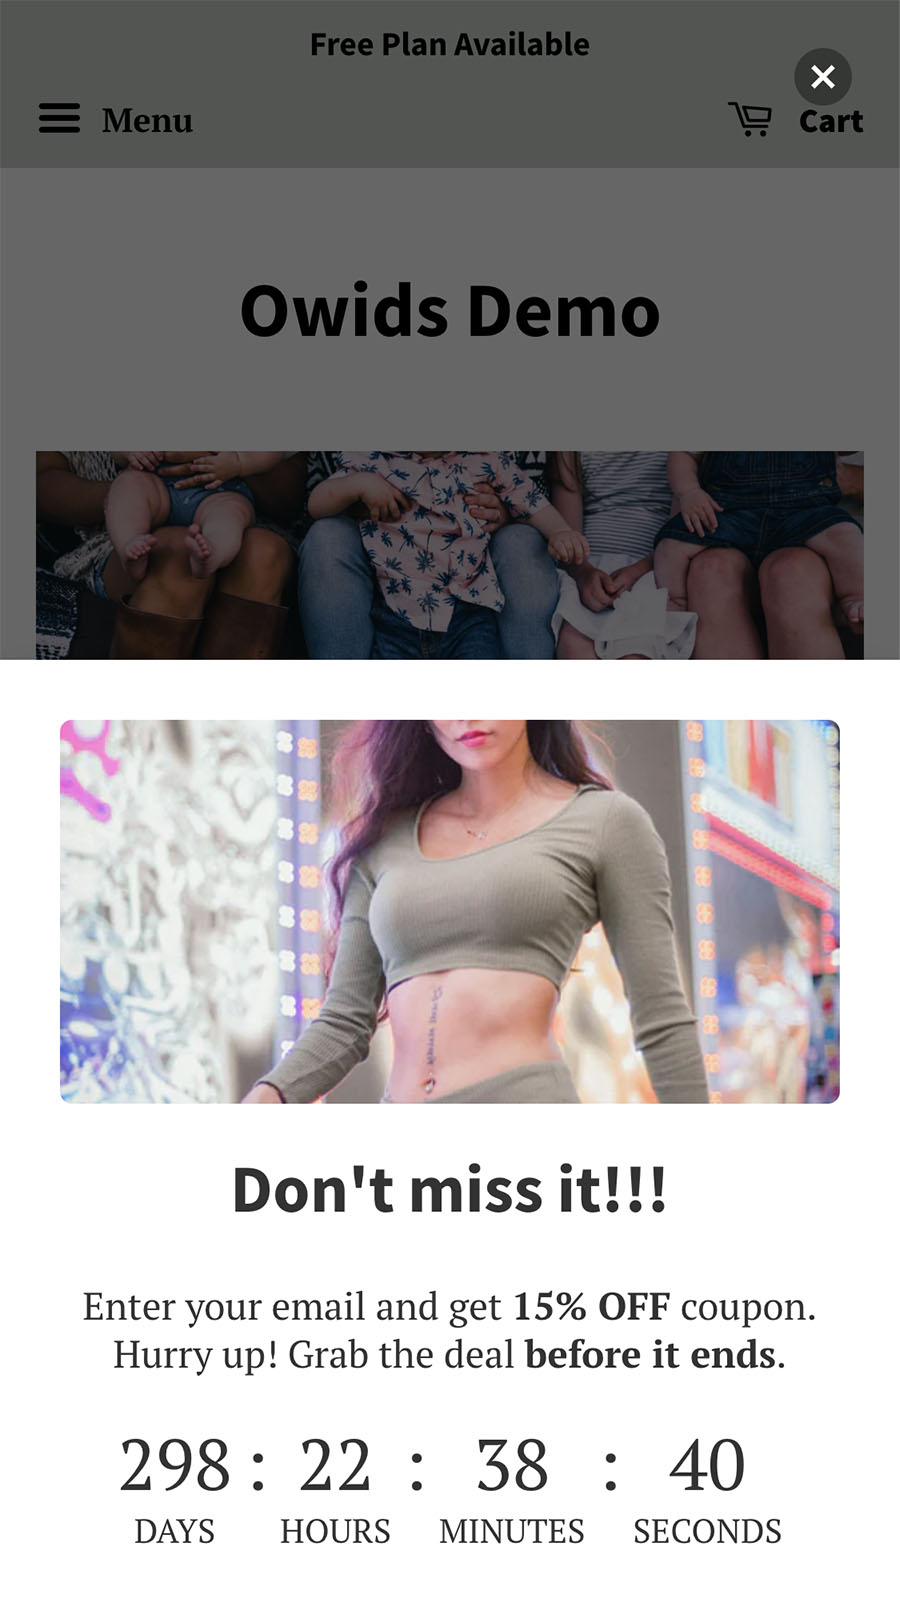 Free Plan Available
Menu
Cart
Owids Demo
Don't miss it!!!
Enter your email and get 15% OFF coupon.
Hurry up! Grab the deal before it ends.
298 : 22 : 38 : 40
DAYS HOURS MINUTES SECONDS